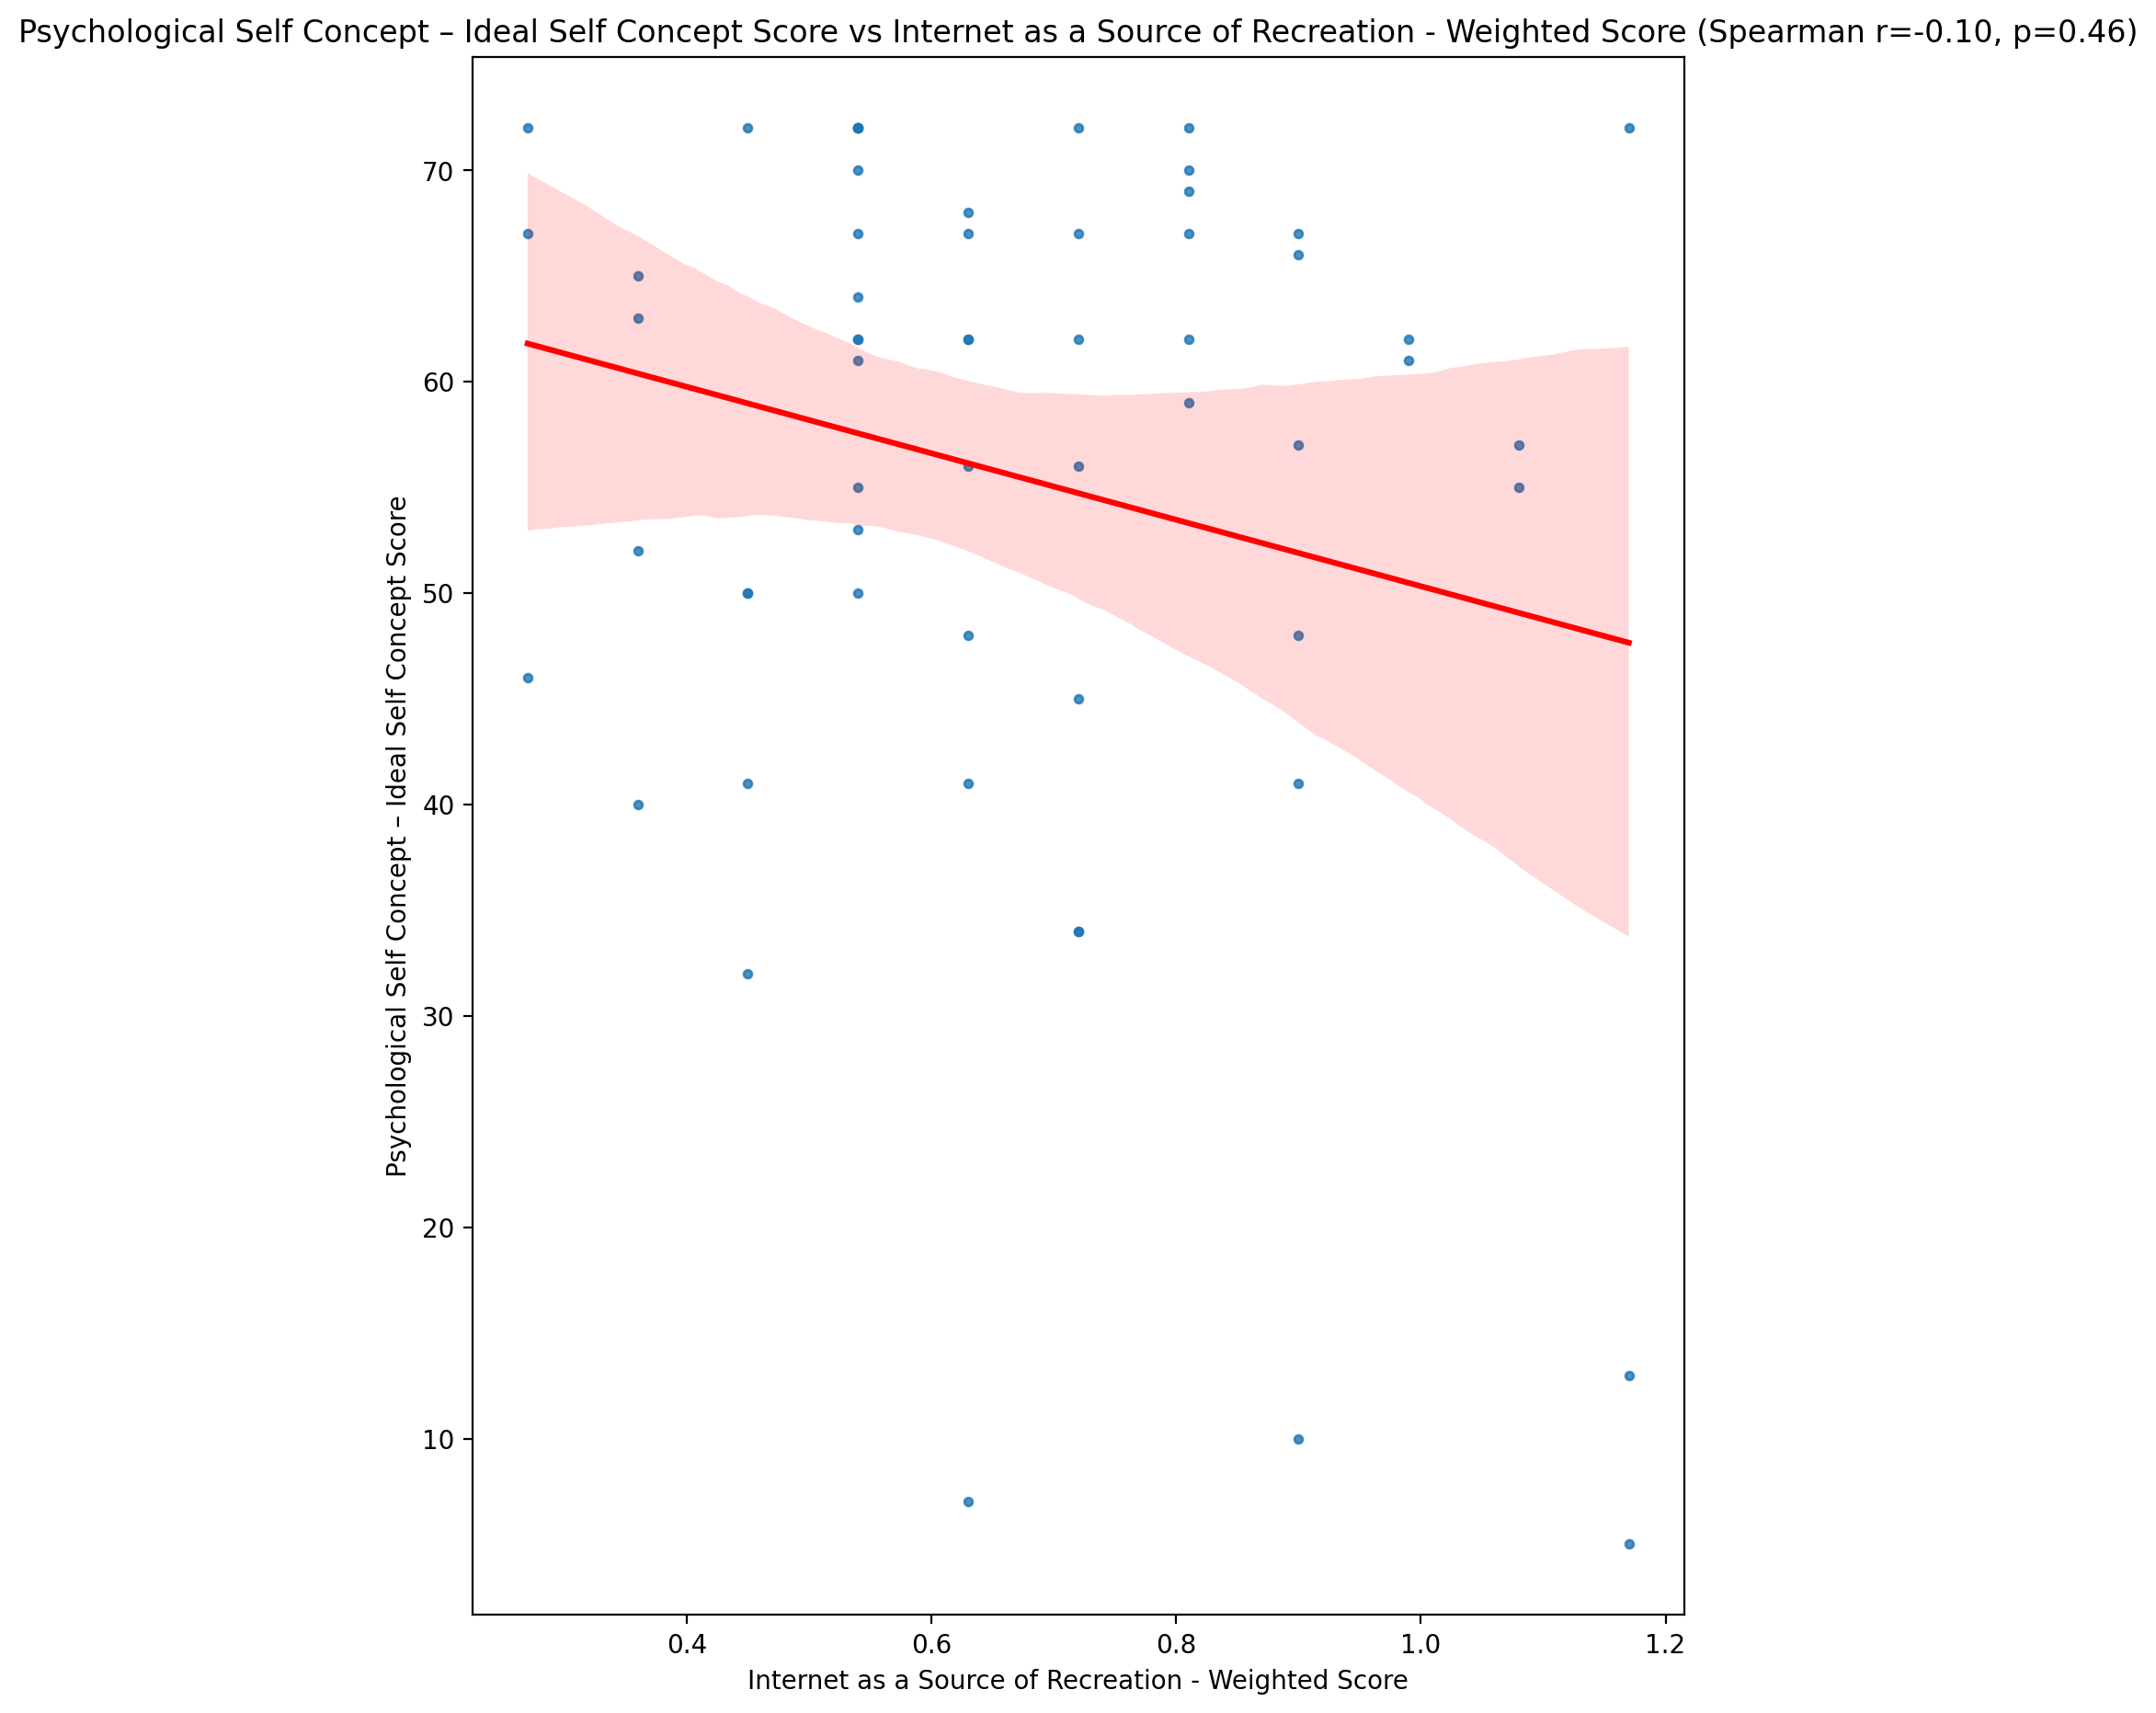 Psychological Self Concept – Ideal Self Concept Score vs Internet as a Source of Recreation - Weighted Score (Spearman r=-0.10, p=0.46)
Psychological Self Concept – Ideal Self Concept Score
70
60
50
40
30
20
10
0.4 0.6 0.8 1.0 1.2
Internet as a Source of Recreation - Weighted Score